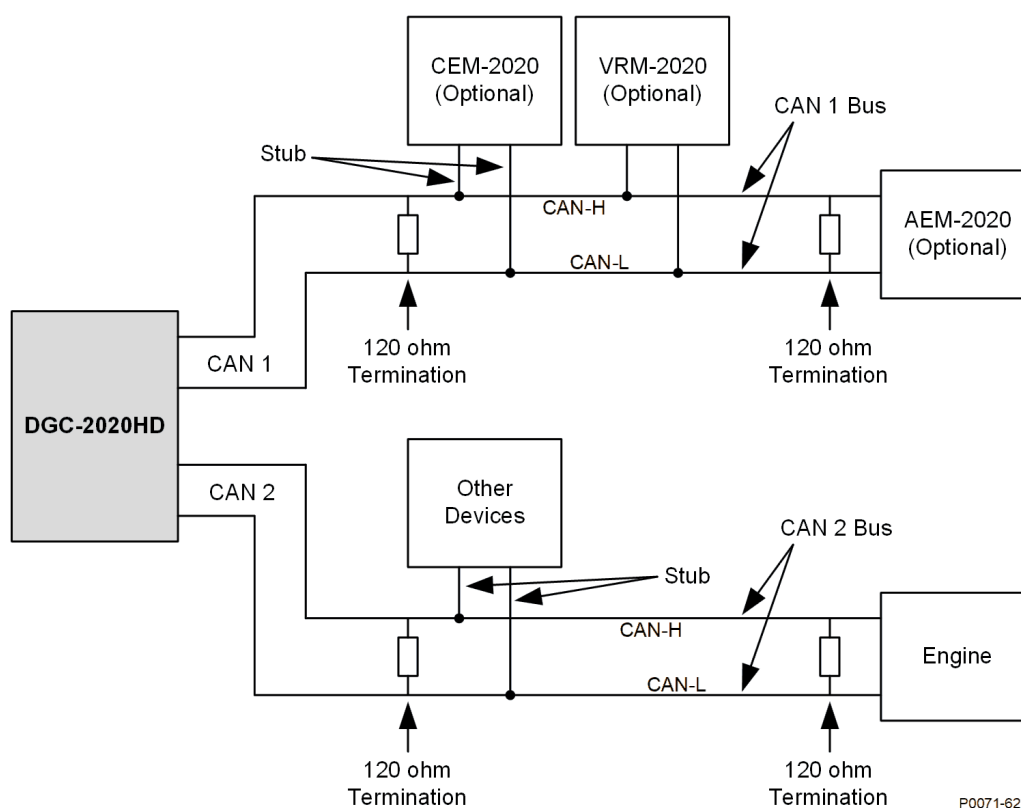 CEM-2020
(Optional)
VRM-2020
(Optional)
CAN 1 Bus
Stub
CAN-H
AEM-2020
(Optional)
CAN-L
120 ohm
Termination
120 ohm
Termination
CAN 1
DGC-2020HD
CAN 2
Other
Devices
CAN 2 Bus
Stub
CAN-H
Engine
CAN-L
120 ohm
Termination
120 ohm
Termination
P0071-62